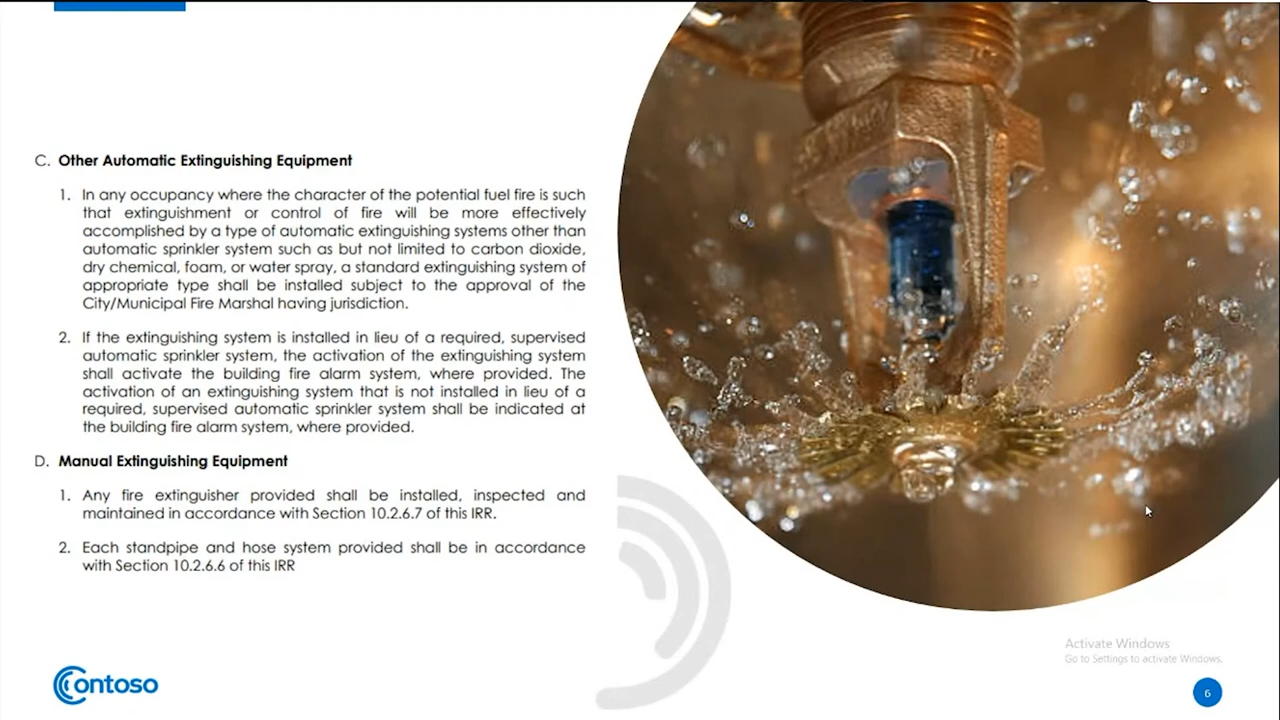 C. Other Automatic Extinguishing Equipment
1. In any occupancy where the character of the potential fuel fire is such
that extinguishment or control of fire will be more effectively
accomplished by a type of automatic extinguishing systems other than
automatic sprinkler system such as but not limited to carbon dioxide,
dry chemical, foam, or water spray, a standard extinguishing system of
appropriate type shall be installed subject to the approval of the
City/Municipal Fire Marshal having jurisdiction.
2. If the extinguishing system is installed in lieu of a required, supervised
automatic sprinkler system, the activation of the extinguishing system
shall activate the building fire alarm system, where provided. The
activation of an extinguishing system that is not installed in lieu of a
required, supervised automatic sprinkler system shall be indicated at
the building fire alarm system, where provided.
D. Manual Extinguishing Equipment
1. Any fire extinguisher provided shall be installed, inspected and
maintained in accordance with Section 10.2.6.7 of this IRR.
2. Each standpipe and hose system provided shall be in accordance
with Section 10.2.6.6 of this IRR
Activate Windows
Go to Settings to activate Windows.
Contoso
6